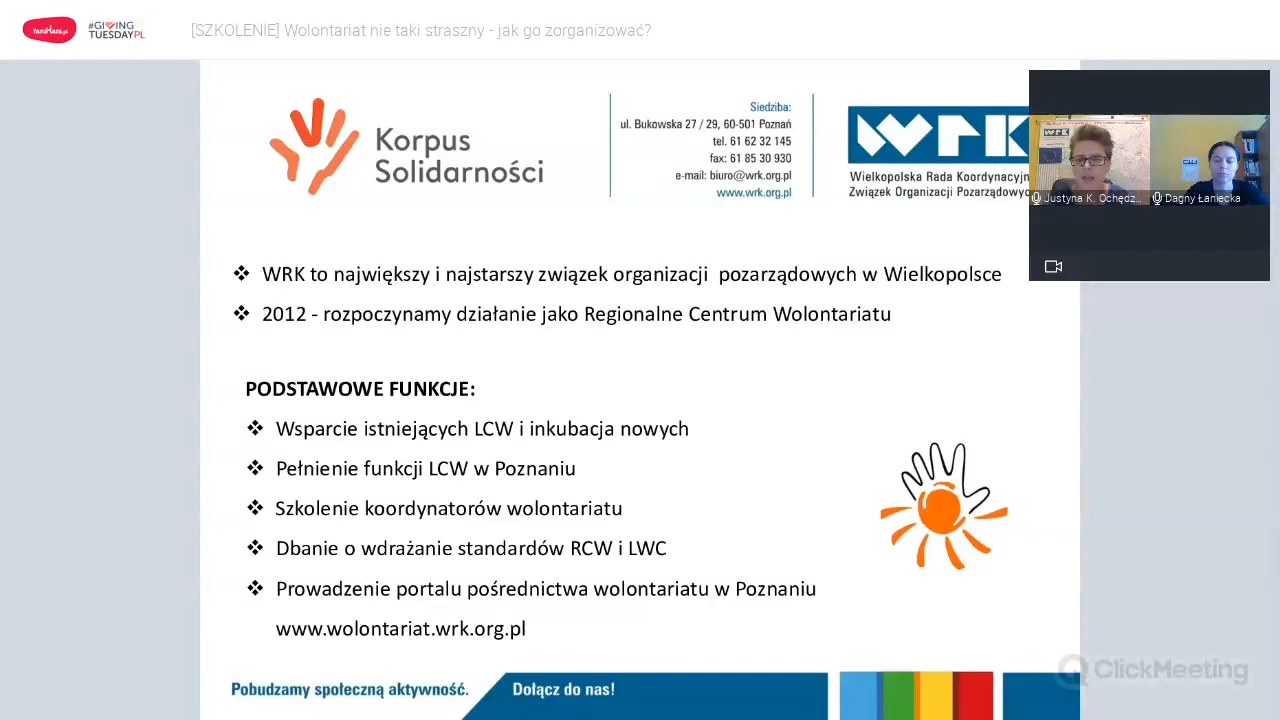 faniMani.pl
#GIVING
TUESDAYPL
[SZKOLENIE] Wolontariat nie taki straszny - jak go zorganizować?
Korpus
Solidarności
Siedziba:
ul. Bukowska 27 / 29, 60-501 Poznań
tel. 61 62 32 145
fax: 61 85 30 930
e-mail: biuro@wrk.org.pl
www.wrk.org.pl
WRK
Wielkopolska Rada Koordynacyjn
Związek Organizacji Pozarządowyc
Justyna K. Ochędz...
Dagny Łaniecka
❖ WRK to największy i najstarszy związek organizacji pozarządowych w Wielkopolsce
❖ 2012 - rozpoczynamy działanie jako Regionalne Centrum Wolontariatu
PODSTAWOWE FUNKCJE:
❖ Wsparcie istniejących LCW i inkubacja nowych
❖ Pełnienie funkcji LCW w Poznaniu
❖ Szkolenie koordynatorów wolontariatu
❖ Dbanie o wdrażanie standardów RCW i LWC
❖ Prowadzenie portalu pośrednictwa wolontariatu w Poznaniu
www.wolontariat.wrk.org.pl
Pobudzamy społeczną aktywność.
Dołącz do nas!
ClickMeeting